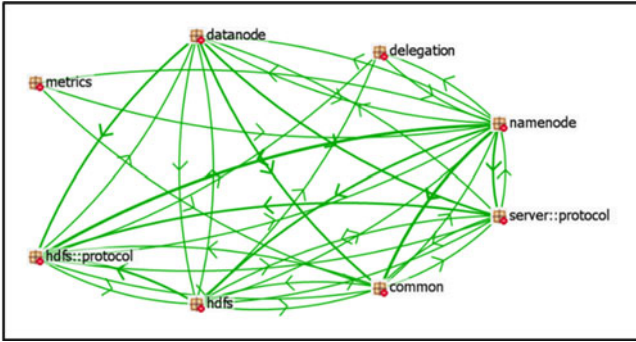 datanode
delegation
metrics
namenode
server::protocol
hdfs::protocol
common
hdfs